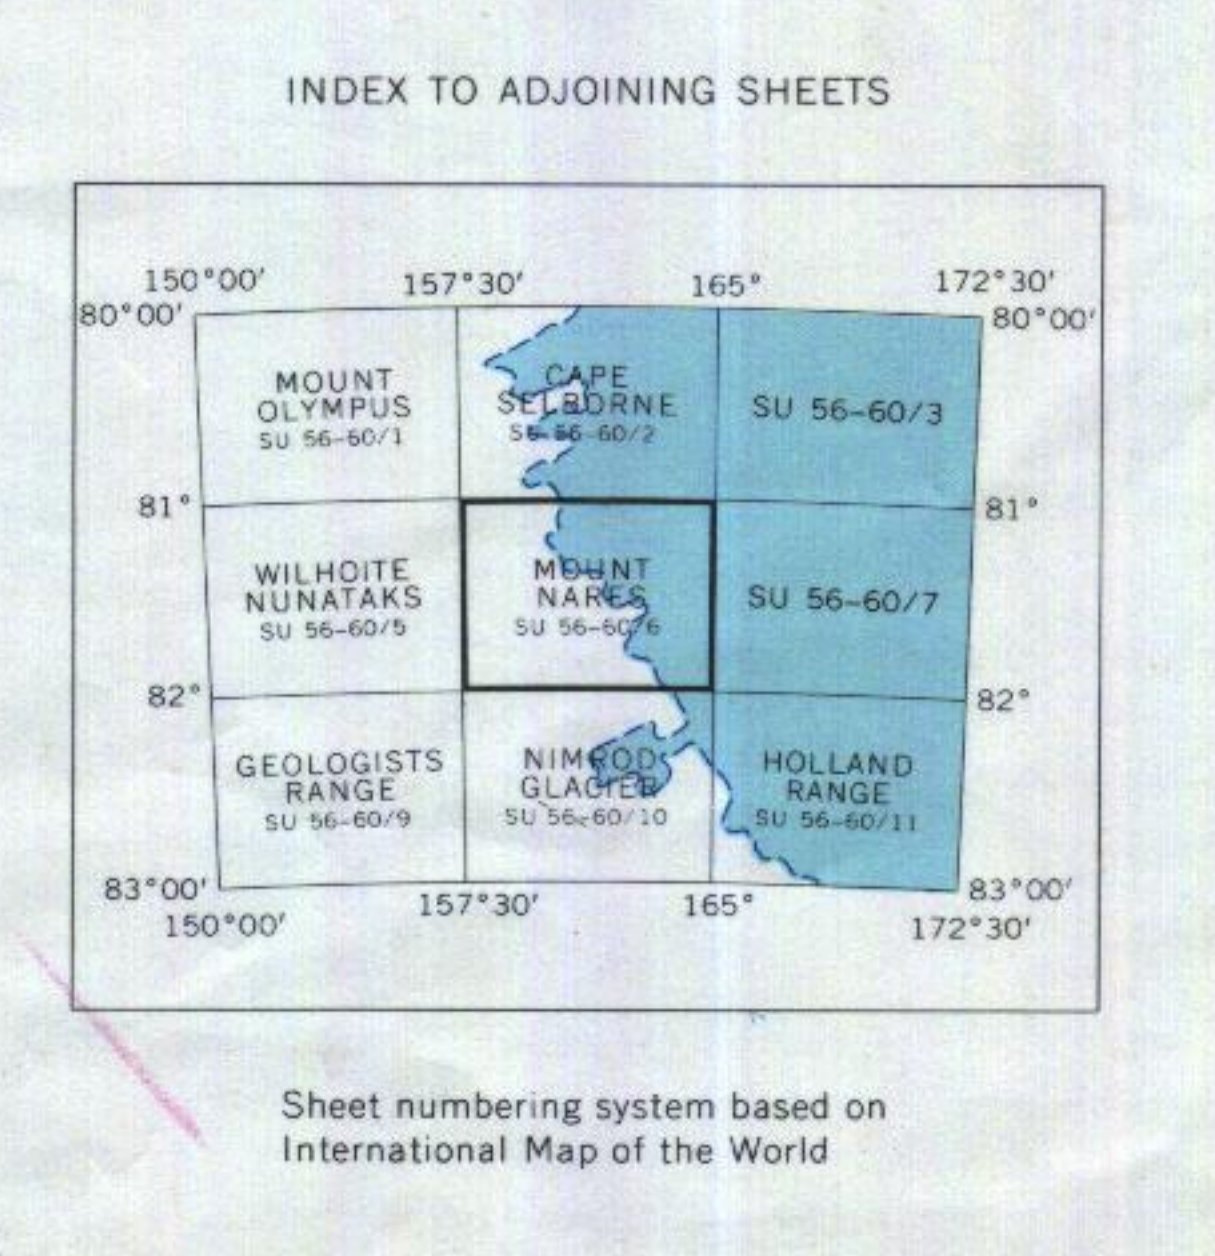 INDEX TO ADJOINING SHEETS
150°00' 157°30' 165° 172°30'
80°00' 80°00'
MOUNT
OLYMPUS
SU 56-60/1
CAPE
SELBORNE
SU 56-60/2
SU 56-60/3
81° 81°
WILHOITE
NUNATAKS
SU 56-60/5
MOUNT
NARES
SU 56-60/6
SU 56-60/7
82° 82°
GEOLOGISTS
RANGE
SU 56-60/9
NIMROD
GLACIER
SU 56-60/10
HOLLAND
RANGE
SU 56-60/11
83°00' 83°00'
150°00' 157°30' 165° 172°30'
Sheet numbering system based on
International Map of the World